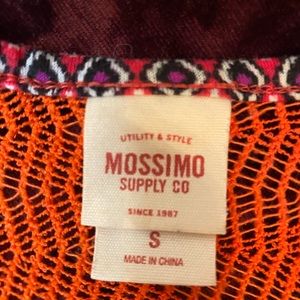 UTILITY & STYLE
MOSSIMO
SUPPLY CO
SINCE 1987
S
MADE IN CHINA